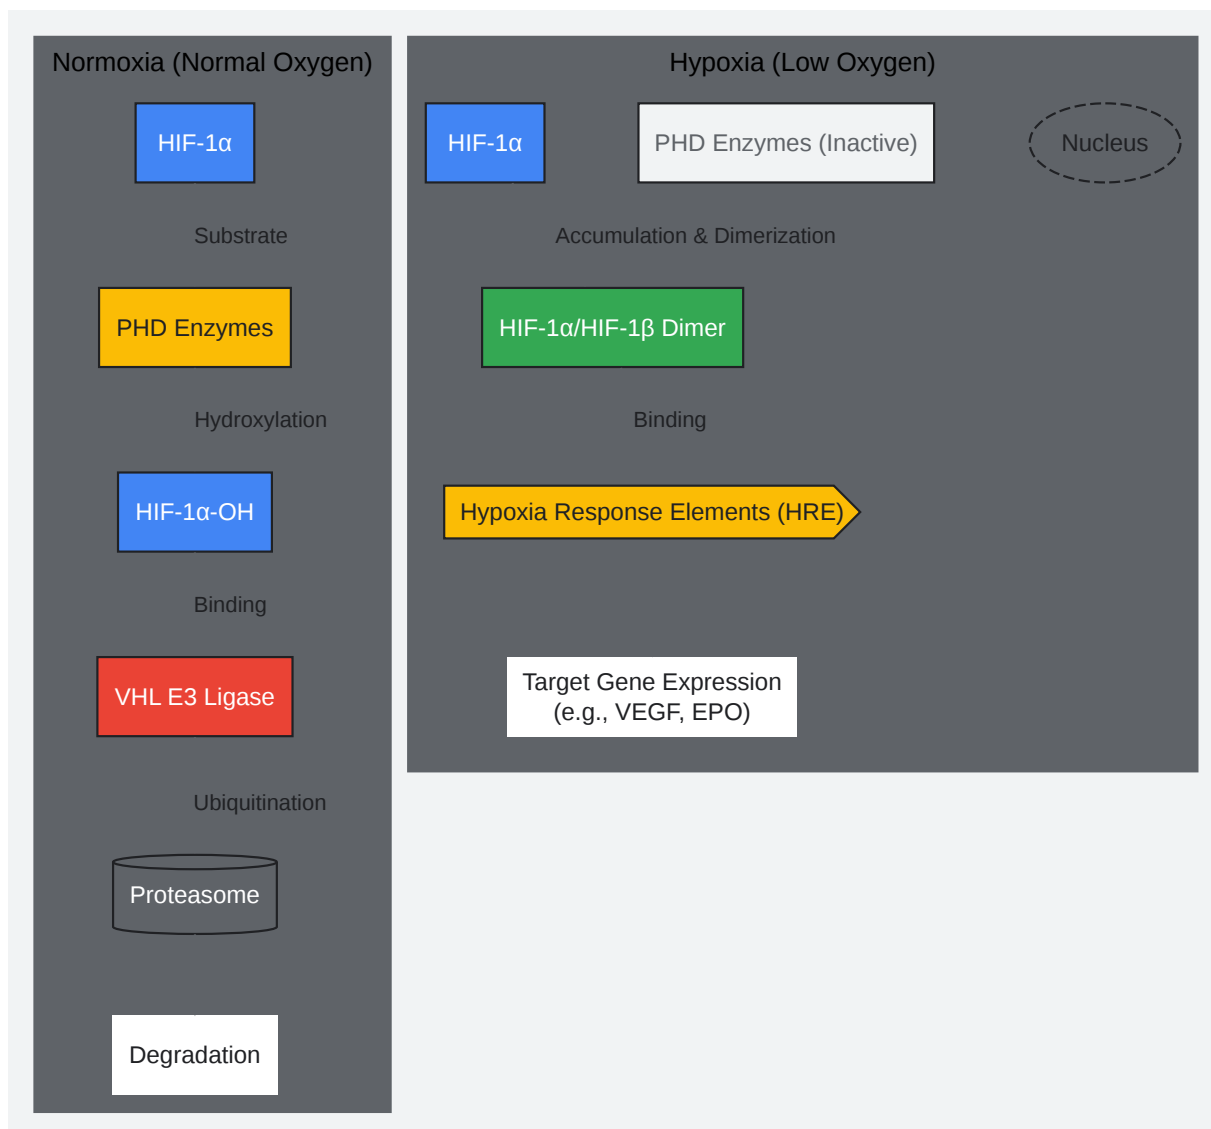 Normoxia (Normal Oxygen)
HIF-1α
Substrate
PHD Enzymes
Hydroxylation
HIF-1α-OH
Binding
VHL E3 Ligase
Ubiquitination
Proteasome
Degradation
Hypoxia (Low Oxygen)
HIF-1α
PHD Enzymes (Inactive)
Nucleus
Accumulation & Dimerization
HIF-1α/HIF-1β Dimer
Binding
Hypoxia Response Elements (HRE)
Target Gene Expression
(e.g., VEGF, EPO)